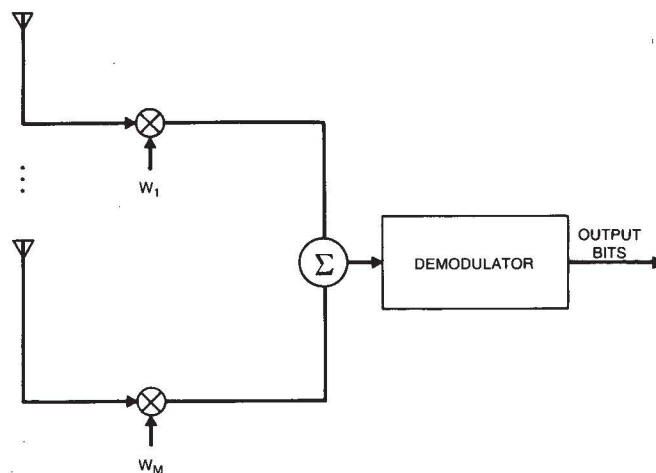 W1
Σ
DEMODULATOR
OUTPUT
BITS
WM